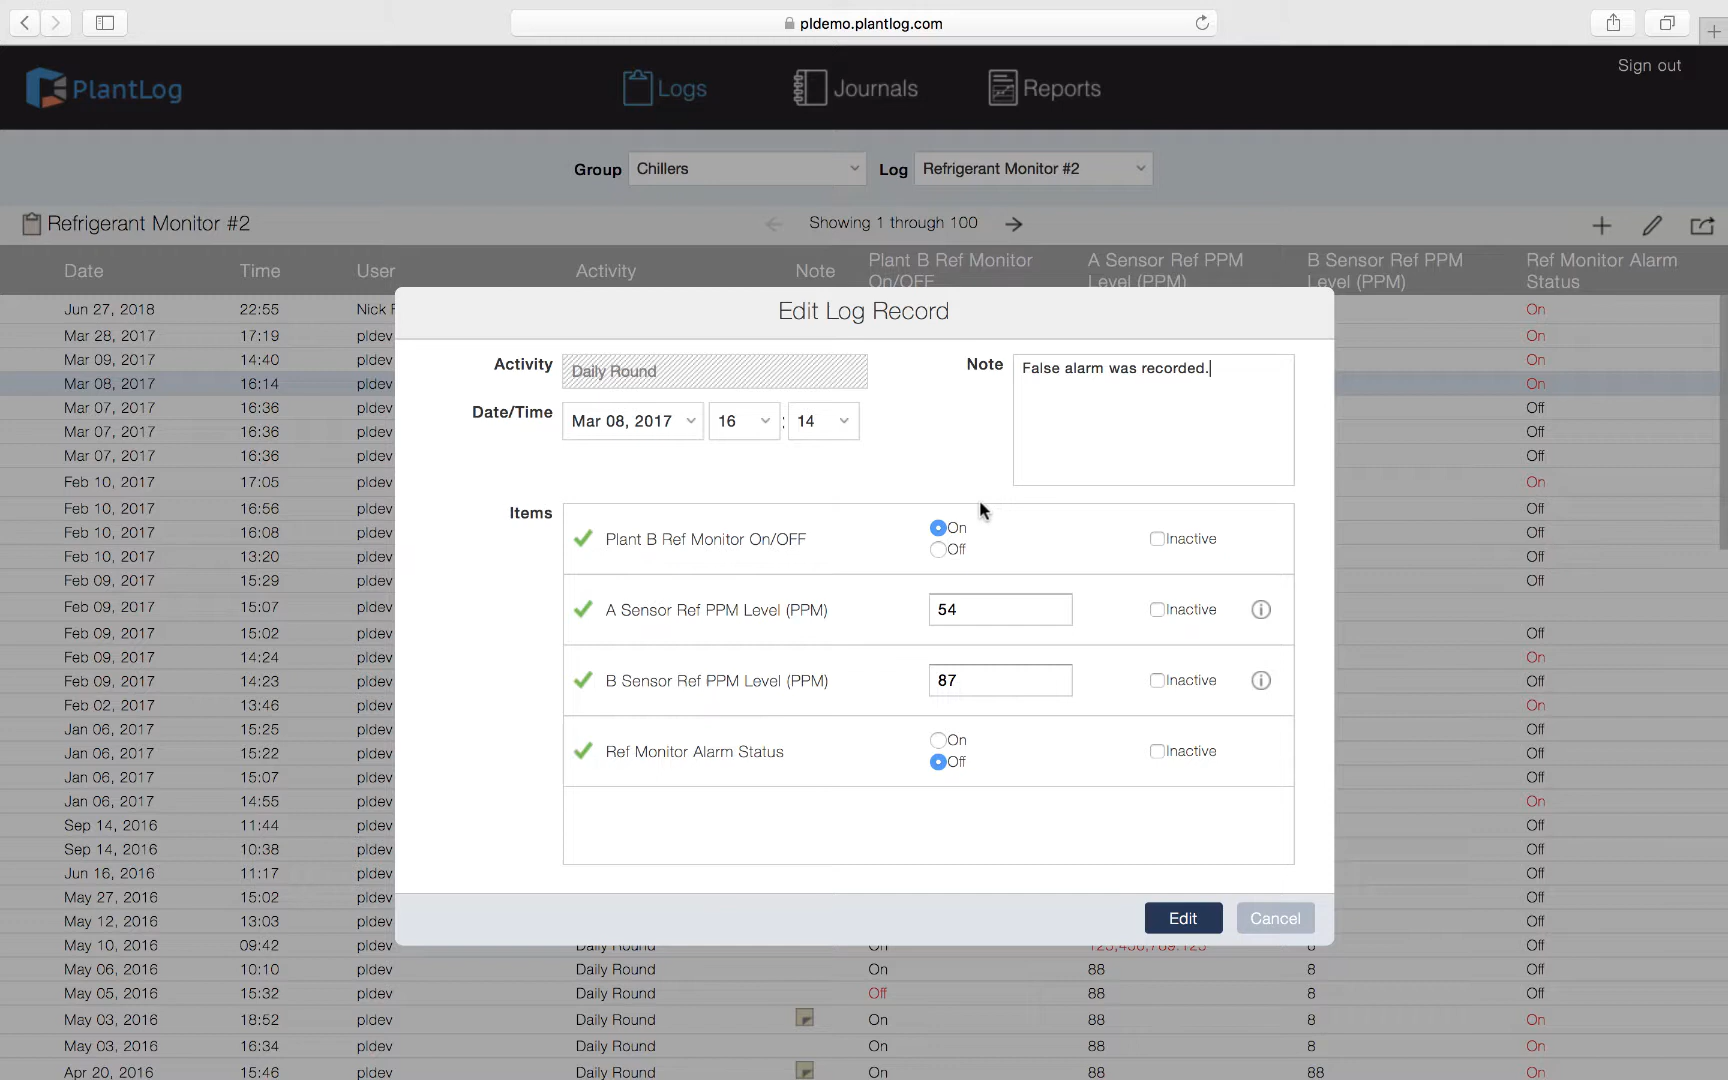 pldemo.plantlog.com
PlantLog
Logs
Journals
Reports
Sign out
Group
Chillers
Log
Refrigerant Monitor #2
Refrigerant Monitor #2
Showing 1 through 100
Date Time User Activity Note Plant B Ref Monitor On/OFF A Sensor Ref PPM Level (PPM) B Sensor Ref PPM Level (PPM) Ref Monitor Alarm Status
Jun 27, 2018 22:55 Nick On
Mar 28, 2017 17:19 pldev On
Mar 09, 2017 14:40 pldev On
Mar 08, 2017 16:14 pldev On
Mar 07, 2017 16:36 pldev Off
Mar 07, 2017 16:36 pldev Off
Mar 07, 2017 16:36 pldev Off
Feb 10, 2017 17:05 pldev On
Feb 10, 2017 16:56 pldev Off
Feb 10, 2017 16:08 pldev Off
Feb 10, 2017 13:20 pldev Off
Feb 09, 2017 15:29 pldev Off
Feb 09, 2017 15:07 pldev
Feb 09, 2017 15:02 pldev Off
Feb 09, 2017 14:24 pldev On
Feb 09, 2017 14:23 pldev Off
Feb 02, 2017 13:46 pldev On
Jan 06, 2017 15:25 pldev Off
Jan 06, 2017 15:22 pldev Off
Jan 06, 2017 15:07 pldev Off
Jan 06, 2017 14:55 pldev On
Sep 14, 2016 11:44 pldev Off
Sep 14, 2016 10:38 pldev Off
Jun 16, 2016 11:17 pldev Off
May 27, 2016 15:02 pldev Off
May 12, 2016 13:03 pldev Off
May 10, 2016 09:42 pldev Daily Round On Off
May 06, 2016 10:10 pldev Daily Round On 88 8 Off
May 05, 2016 15:32 pldev Daily Round Off 88 8 Off
May 03, 2016 18:52 pldev Daily Round On 88 8 On
May 03, 2016 16:34 pldev Daily Round On 88 8 On
Apr 20, 2016 15:46 pldev Daily Round On 88 88 On
Edit Log Record
Activity
Daily Round
Note
False alarm was recorded.
Date/Time
Mar 08, 2017 16 : 14
Items
Plant B Ref Monitor On/OFF
On
Off
Inactive
A Sensor Ref PPM Level (PPM)
54
Inactive
B Sensor Ref PPM Level (PPM)
87
Inactive
Ref Monitor Alarm Status
On
Off
Inactive
Edit
Cancel